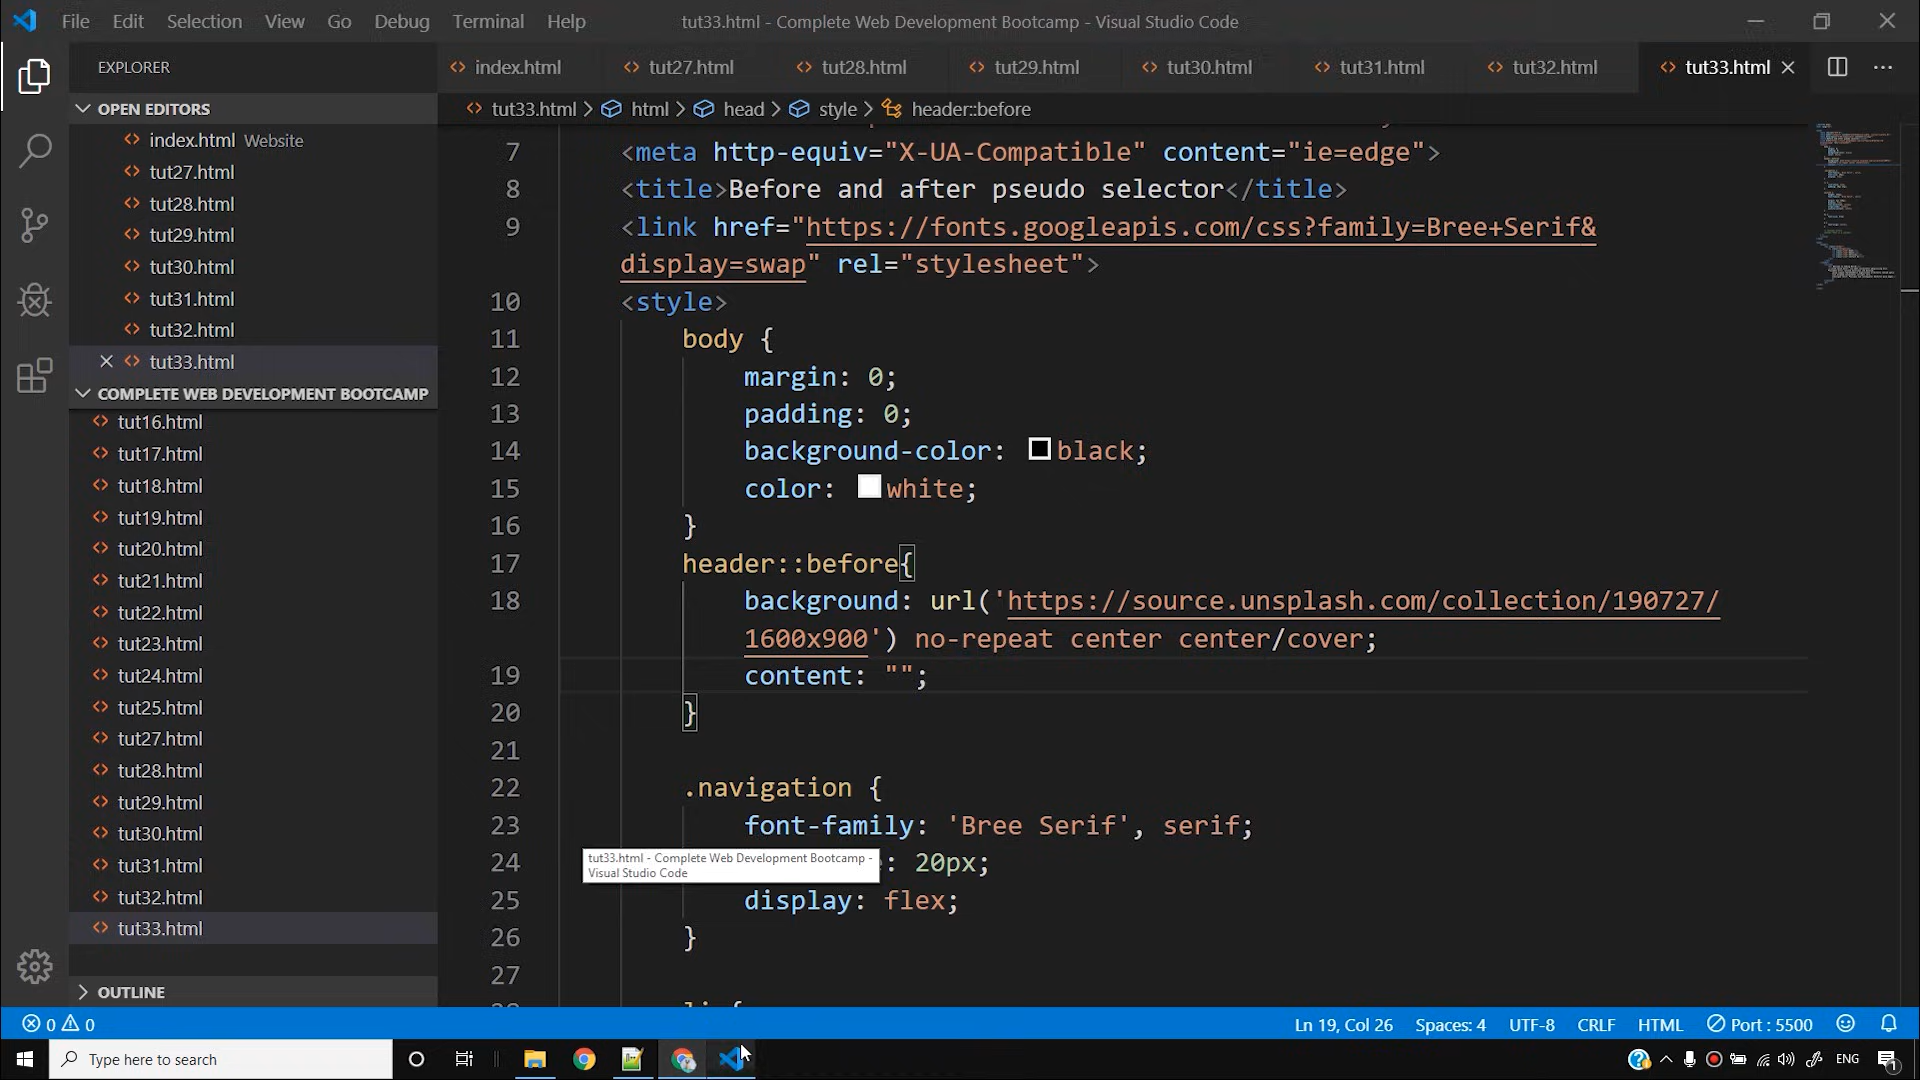 File Edit Selection View Go Debug Terminal Help tut33.html - Complete Web Development Bootcamp - Visual Studio Code
EXPLORER
OPEN EDITORS
index.html Website
tut27.html
tut28.html
tut29.html
tut30.html
tut31.html
tut32.html
tut33.html
COMPLETE WEB DEVELOPMENT BOOTCAMP
tut16.html
tut17.html
tut18.html
tut19.html
tut20.html
tut21.html
tut22.html
tut23.html
tut24.html
tut25.html
tut27.html
tut28.html
tut29.html
tut30.html
tut31.html
tut32.html
tut33.html
OUTLINE
index.html tut27.html tut28.html tut29.html tut30.html tut31.html tut32.html tut33.html
tut33.html > html > head > style > header::before
7 <meta http-equiv="X-UA-Compatible" content="ie=edge">
8 <title>Before and after pseudo selector</title>
9 <link href="https://fonts.googleapis.com/css?family=Bree+Serif&
display=swap" rel="stylesheet">
10 <style>
11 body {
12 margin: 0;
13 padding: 0;
14 background-color: black;
15 color: white;
16 }
17 header::before{
18 background: url('https://source.unsplash.com/collection/190727/
1600x900') no-repeat center center/cover;
19 content: "";
20 }
21
22 .navigation {
23 font-family: 'Bree Serif', serif;
24 : 20px;
25 display: flex;
26 }
27
tut33.html - Complete Web Development Bootcamp -
Visual Studio Code
0 0 Ln 19, Col 26 Spaces: 4 UTF-8 CRLF HTML Port : 5500
Type here to search ENG 1